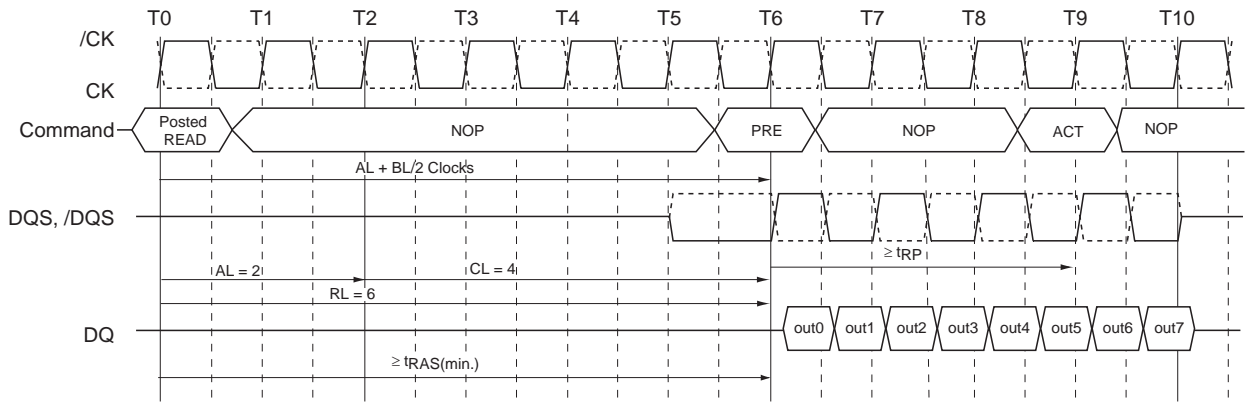 T0 T1 T2 T3 T4 T5 T6 T7 T8 T9 T10
/CK
CK
Command
Posted
READ
NOP
PRE
NOP
ACT
NOP
AL + BL/2 Clocks
DQS, /DQS
≥ tRP
AL = 2
CL = 4
RL = 6
DQ
out0 out1 out2 out3 out4 out5 out6 out7
≥ tRAS(min.)